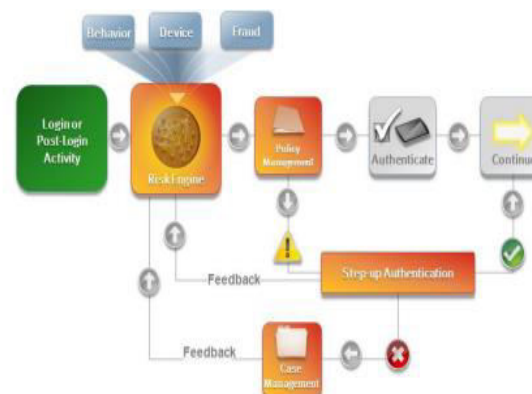 Behavior
Device
Fraud
Login or
Post-Login
Activity
Risk Engine
Policy
Management
Authenticate
Continue
Step-up Authentication
Feedback
Feedback
Case
Management